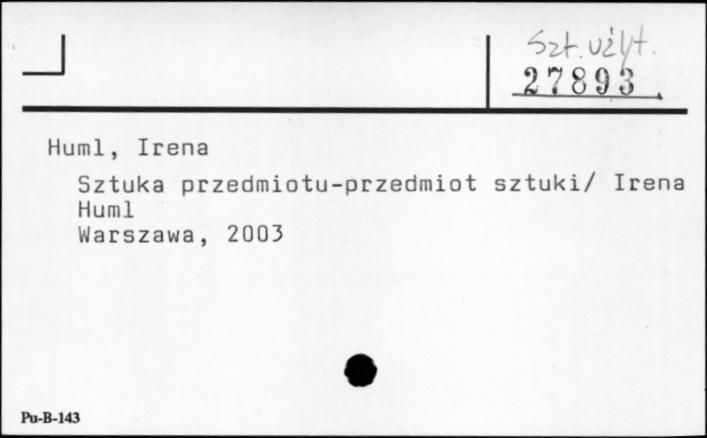 Szt. użyt.
27893
Huml, Irena
Sztuka przedmiotu-przedmiot sztuki/ Irena
Huml
Warszawa, 2003
Pu-B-143